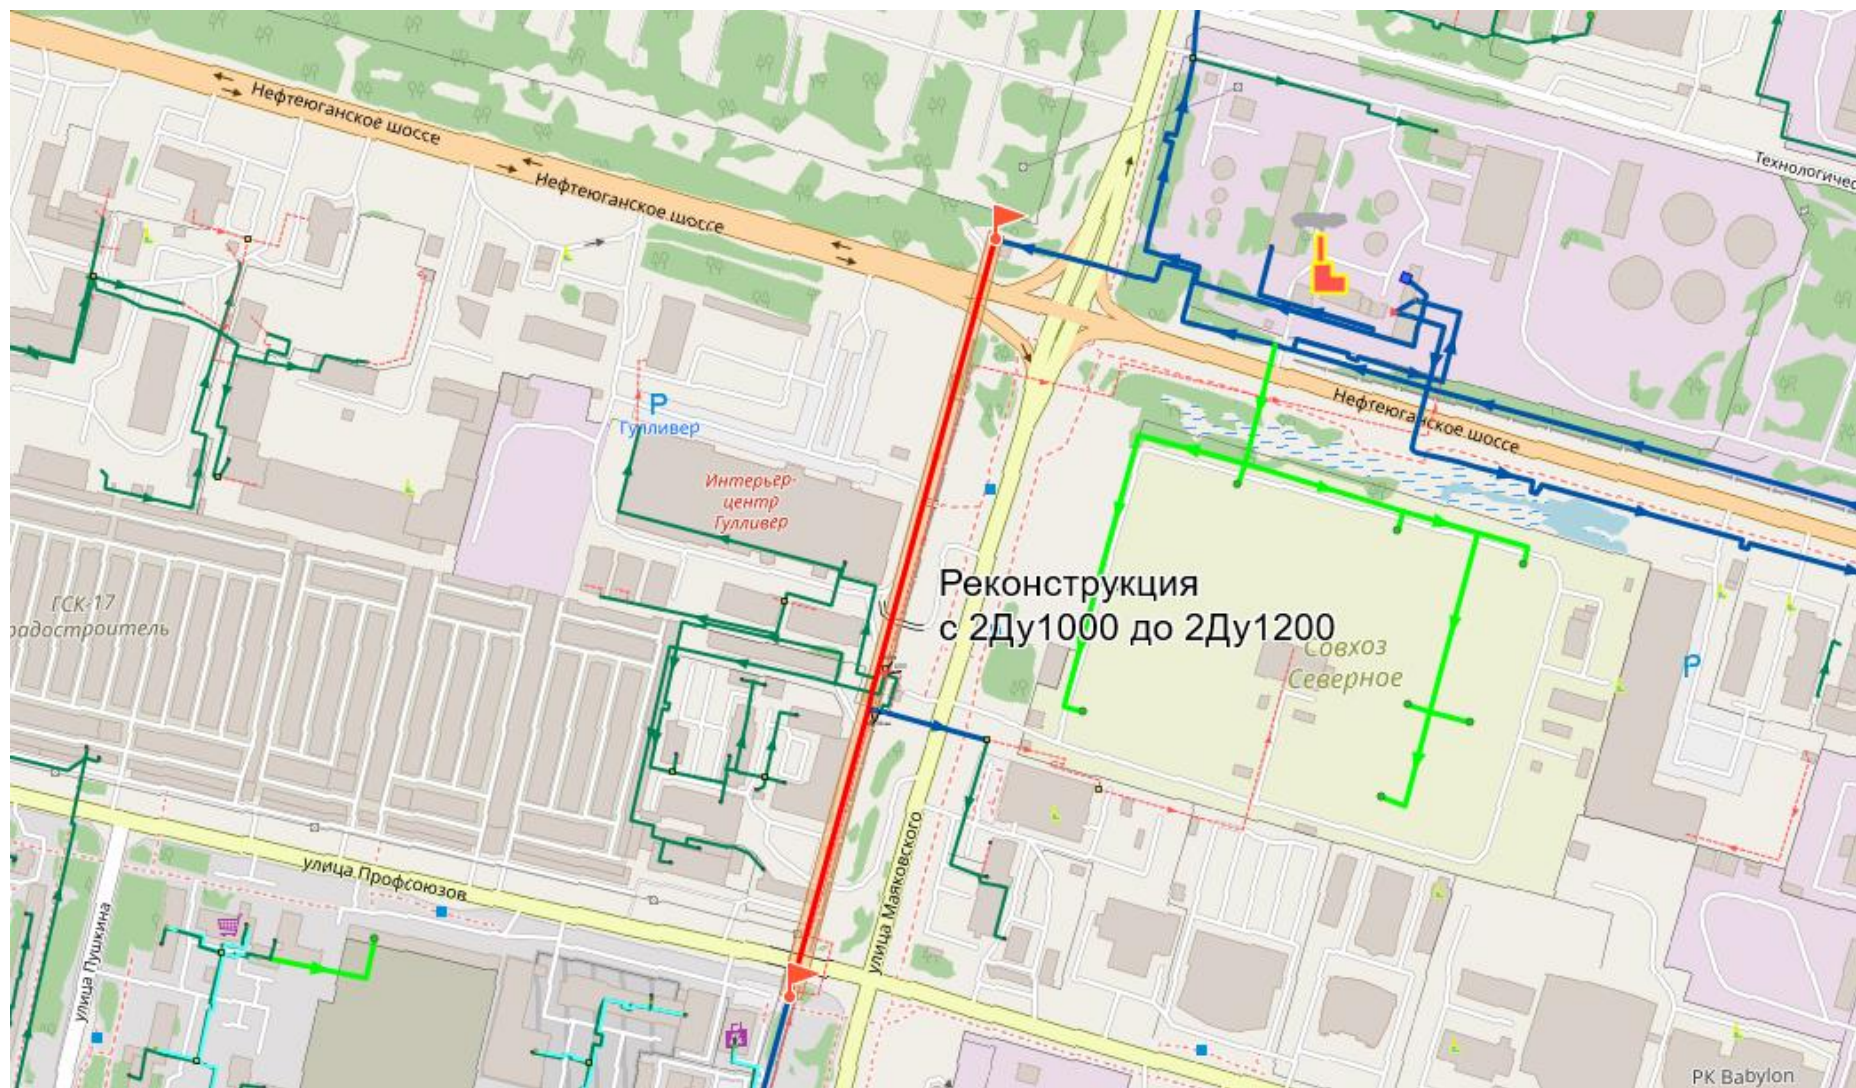 Нефтеюганское шоссе
Нефтеюганское шоссе
Технологичес
P
Гулливер
Нефтеюганское шоссе
Интерьер-
центр
Гулливер
Реконструкция
с 2Ду1000 до 2Ду1200
ГСК-17
радостроитель
Совхоз
Северное
P
улица Профсоюзов
улица Маяковского
улица Пушкина
РК Babylon